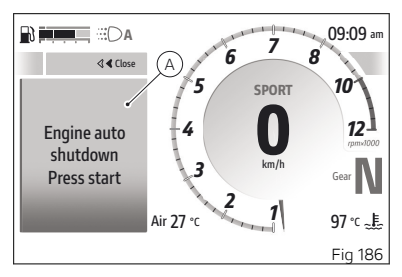 A
09:09 am
Close
A
Engine auto
shutdown
Press start
1
2
3
4
5
6
7
8
10
12
rpm×1000
SPORT
0
km/h
Gear N
Air 27 °C
97 °C
Fig 186